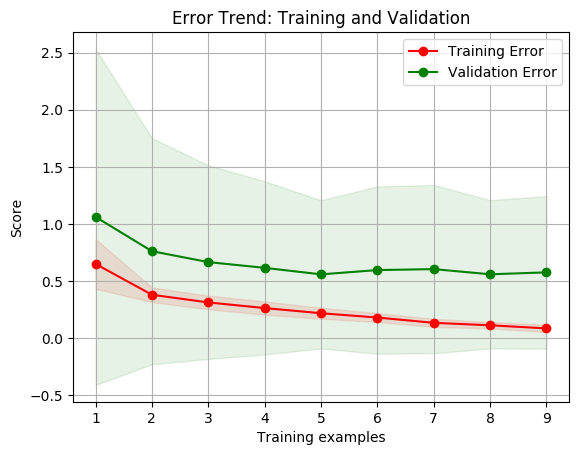 Error Trend: Training and Validation
Training Error
Validation Error
2.5
2.0
1.5
1.0
0.5
0.0
−0.5
Score
1 2 3 4 5 6 7 8 9
Training examples